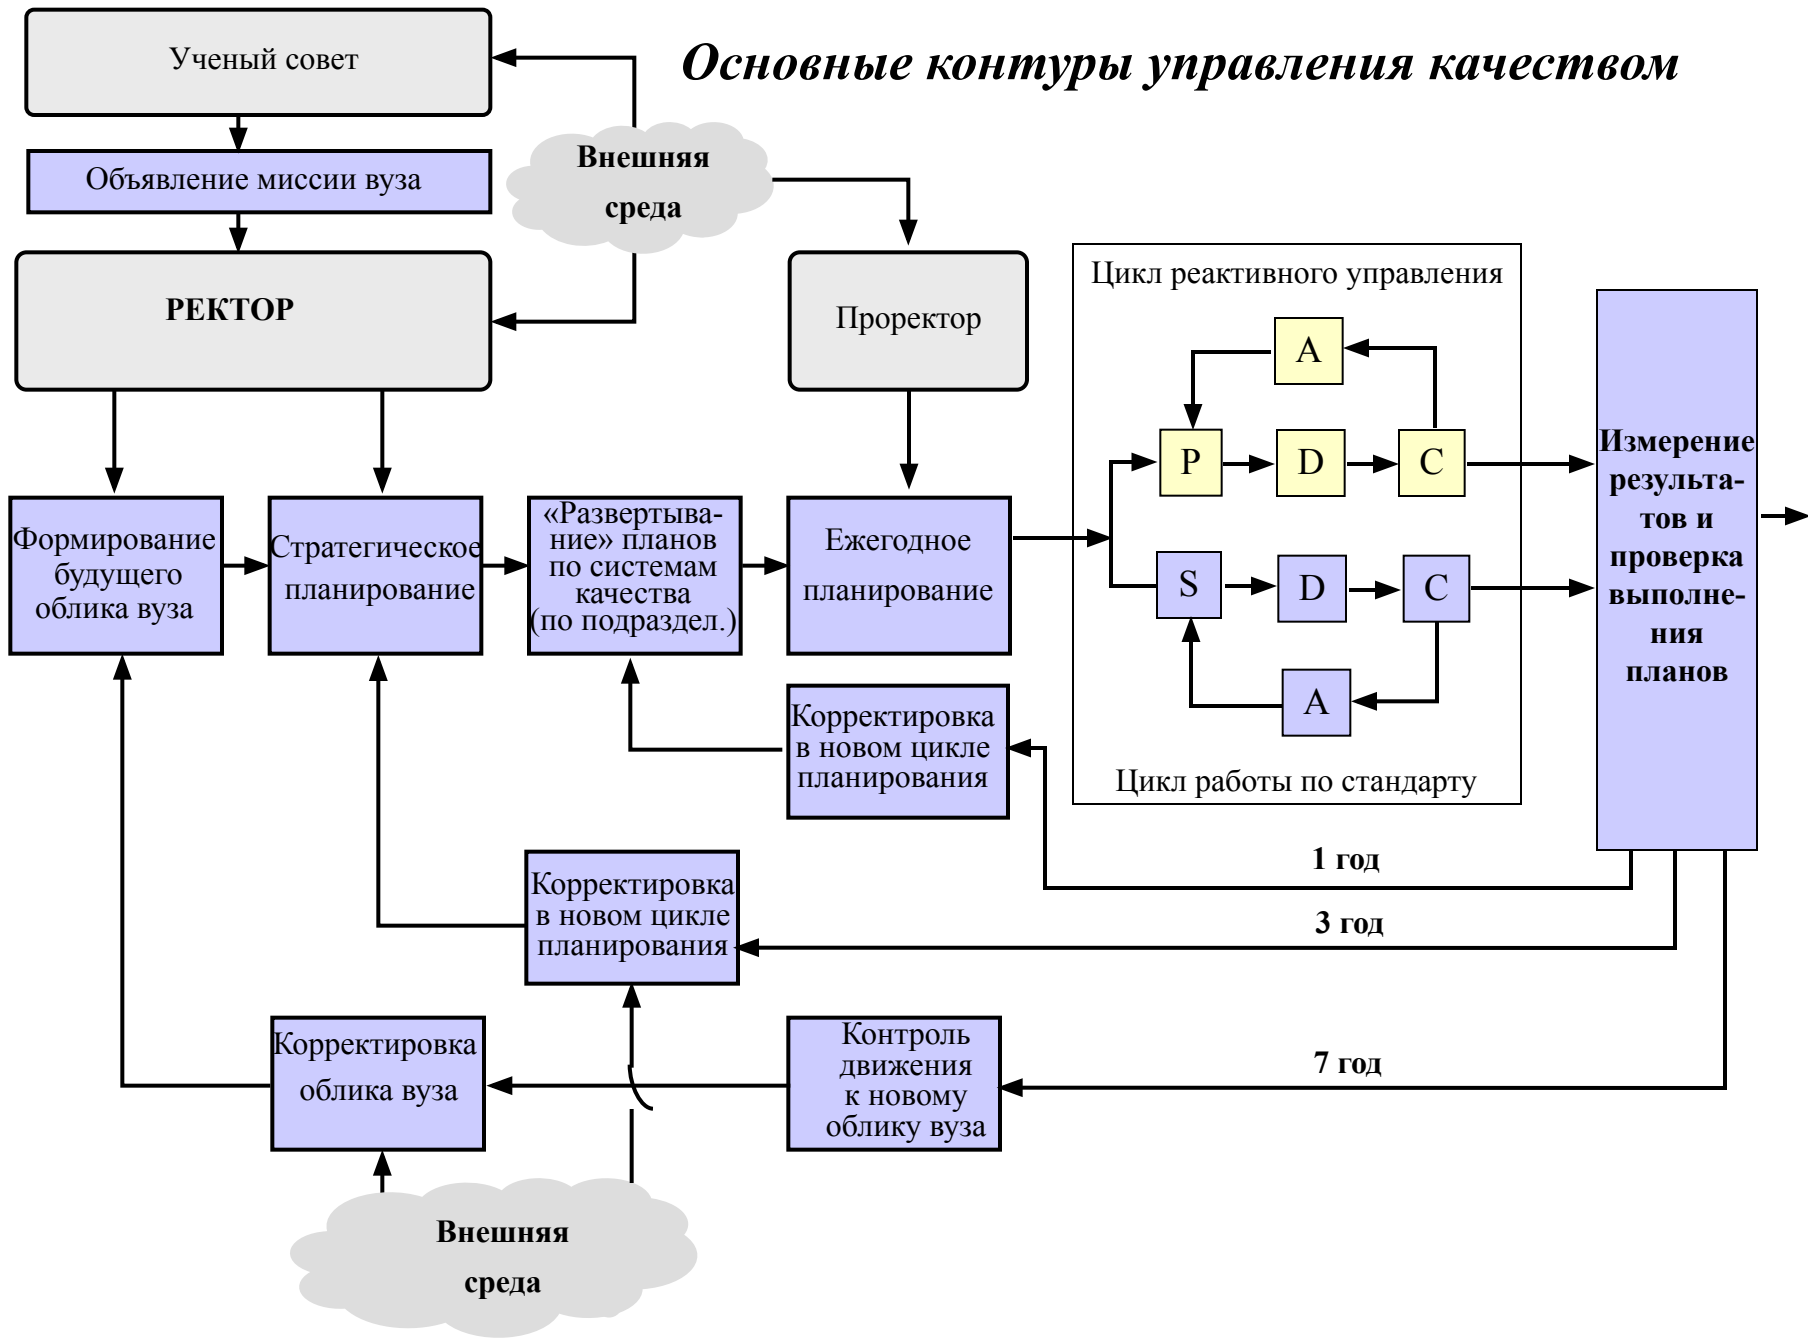 Основные контуры управления качеством
Ученый совет
Объявление миссии вуза
Внешняя
среда
РЕКТОР
Проректор
Цикл реактивного управления
A
P
D
C
S
D
C
A
Цикл работы по стандарту
Измерение
результа-
тов и
проверка
выполне-
ния
планов
Формирование
будущего
облика вуза
Стратегическое
планирование
«Развертыва-
ние» планов
по системам
качества
(по подраздел.)
Ежегодное
планирование
Корректировка
в новом цикле
планирования
1 год
Корректировка
в новом цикле
планирования
3 год
Корректировка
облика вуза
Контроль
движения
к новому
облику вуза
7 год
Внешняя
среда